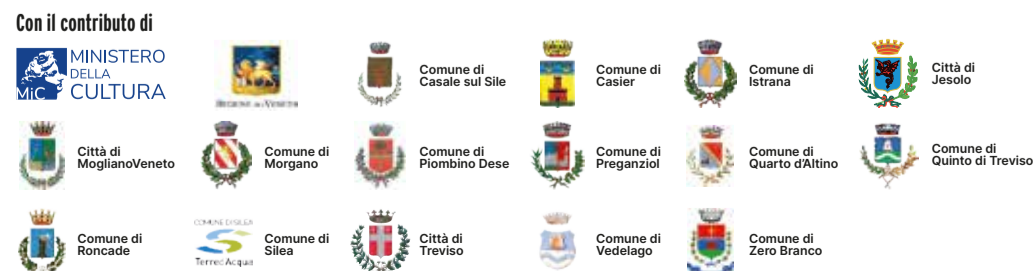 Con il contributo di
MiC
MINISTERO
DELLA
CULTURA
REGIONE DEL VENETO
Comune di
Casale sul Sile
Comune di
Casier
Comune di
Istrana
Città di
Jesolo
Città di
MoglianoVeneto
Comune di
Morgano
Comune di
Piombino Dese
Comune di
Preganziol
Comune di
Quarto d'Altino
Comune di
Quinto di Treviso
Comune di
Roncade
COMUNE DI SILEA
Terre d'Acqua
Comune di
Silea
Città di
Treviso
Comune di
Vedelago
Comune di
Zero Branco